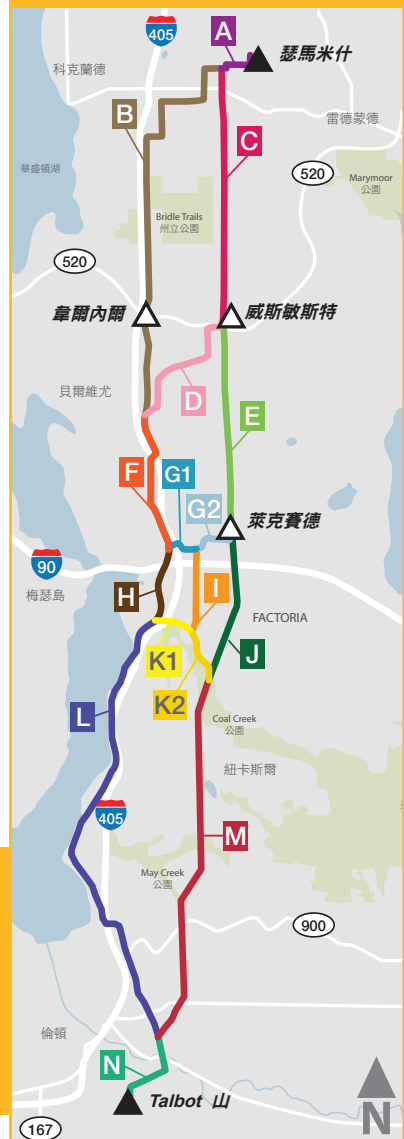 405
A
瑟馬米什
科克蘭德
B
雷德蒙德
華盛頓湖
C
520
Marymoor
公園
Bridle Trails
州立公園
520
韋爾內爾
威斯敏斯特
貝爾維尤
D
E
F
G1
G2
萊克賽德
90
梅瑟島
H
I
FACTORIA
K1
J
K2
L
Coal Creek
公園
紐卡斯爾
405
M
May Creek
公園
900
倫頓
N
Talbot 山
167
N